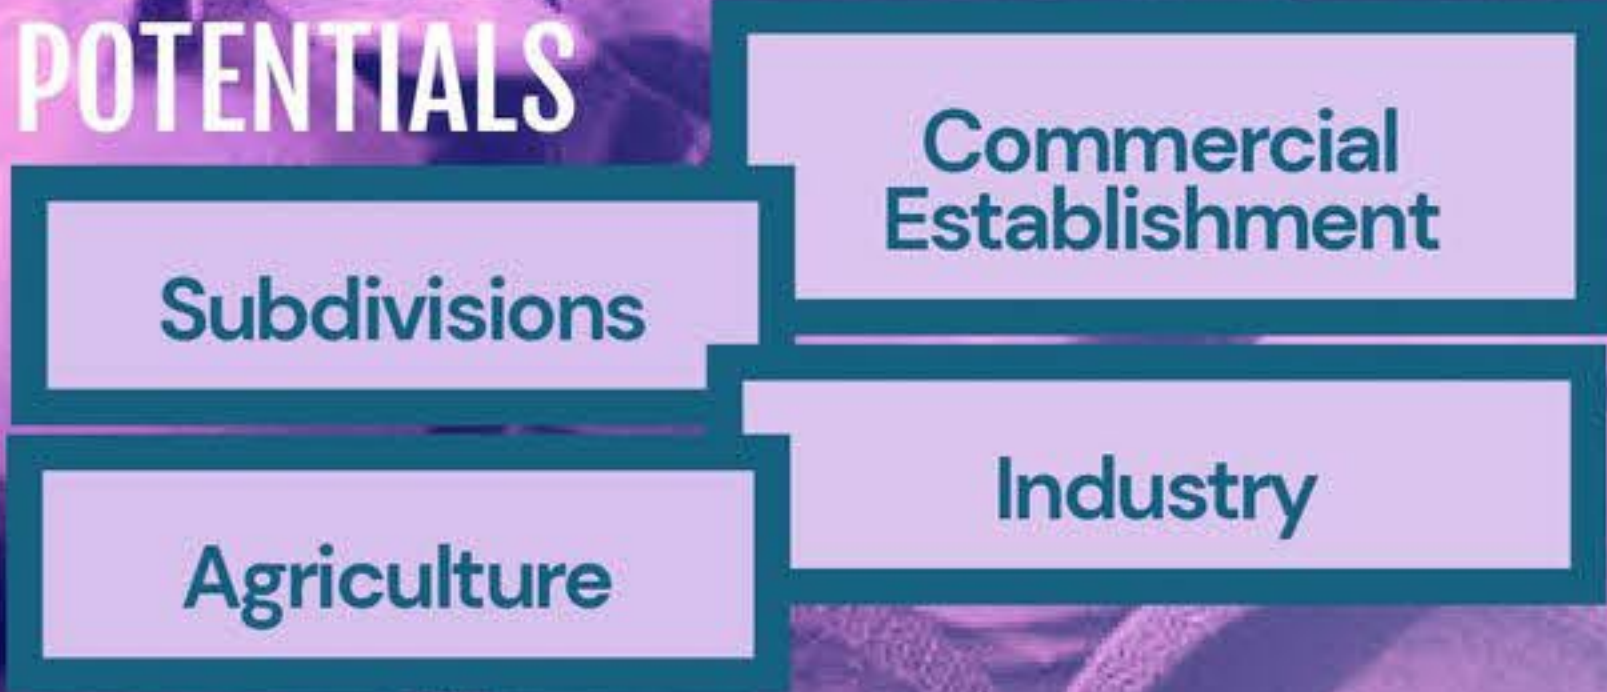 POTENTIALS
Commercial
Establishment
Subdivisions
Industry
Agriculture